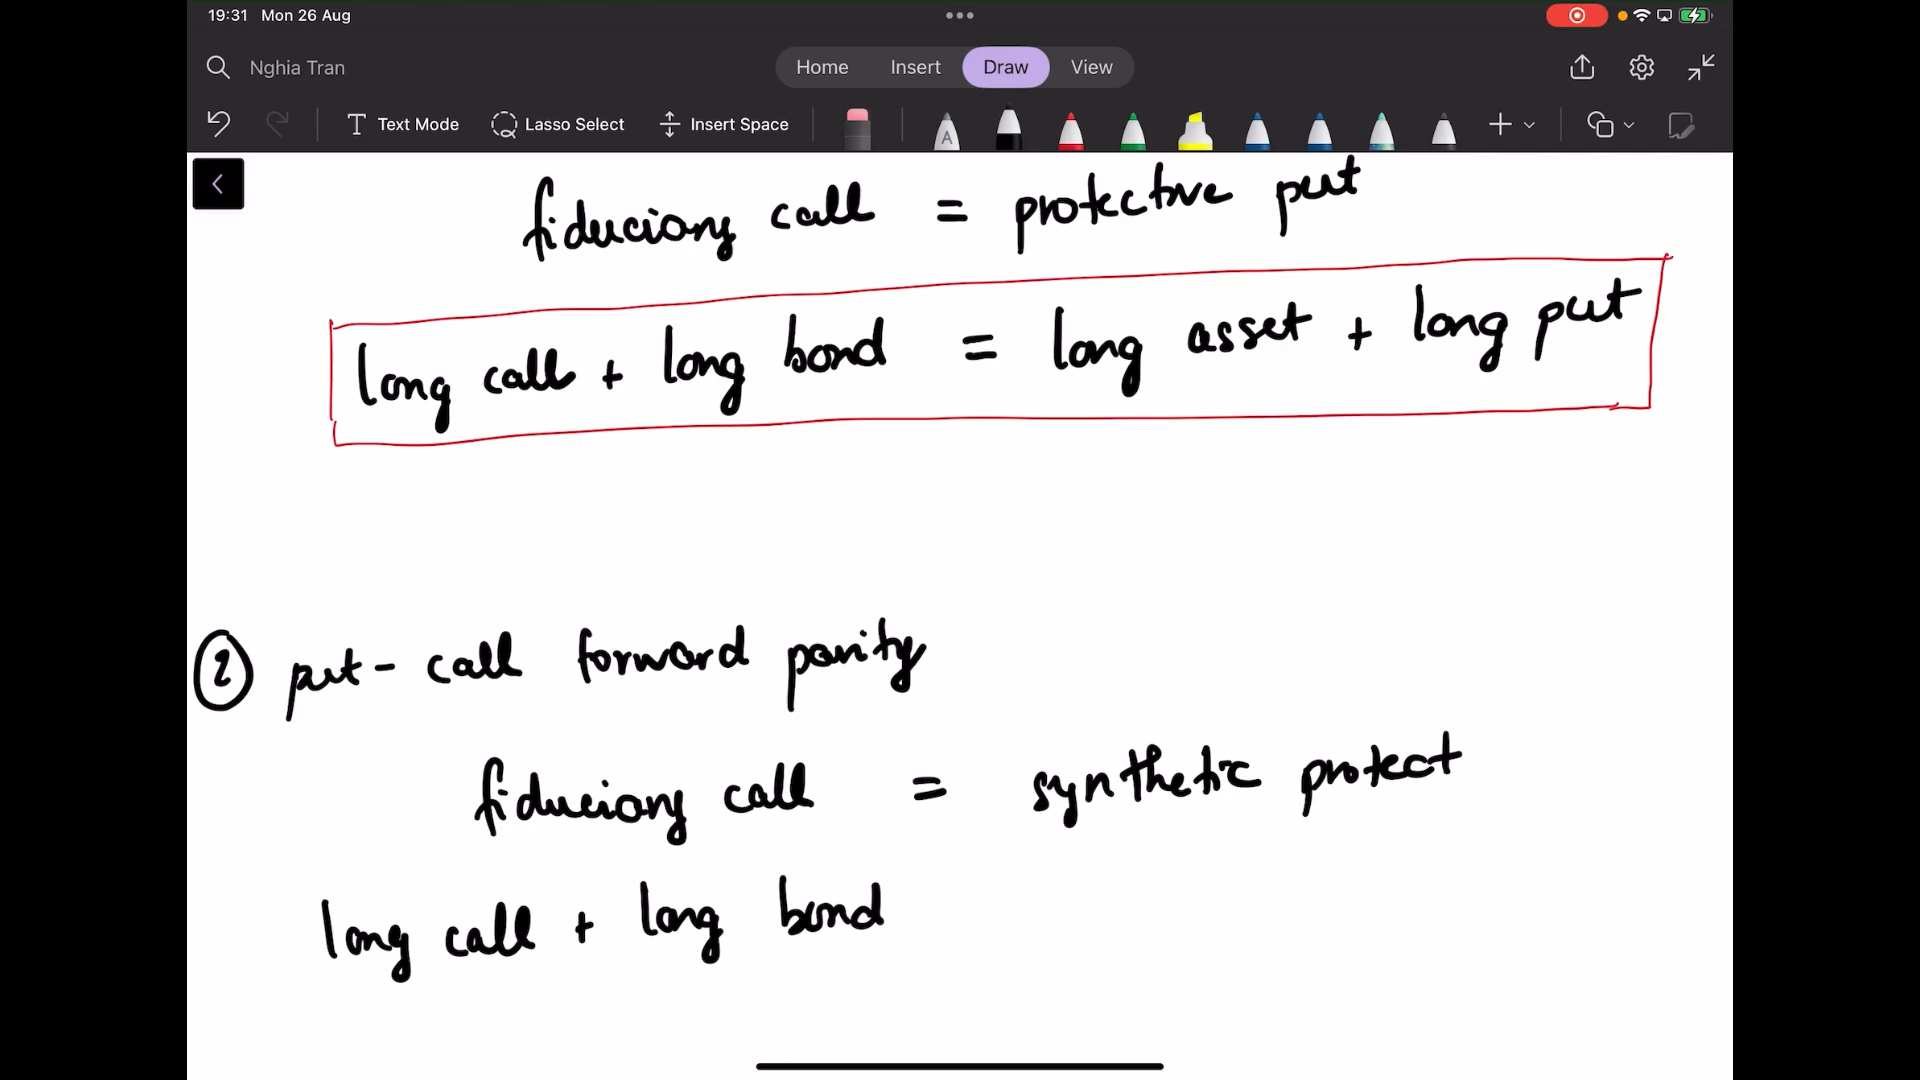 19:31 Mon 26 Aug
Nghia Tran Home Insert Draw View
Text Mode Lasso Select Insert Space A
fiduciary call = protective put
long call + long bond = long asset + long put
② put - call forward parity
fiduciary call = synthetic protect
long call + long bond